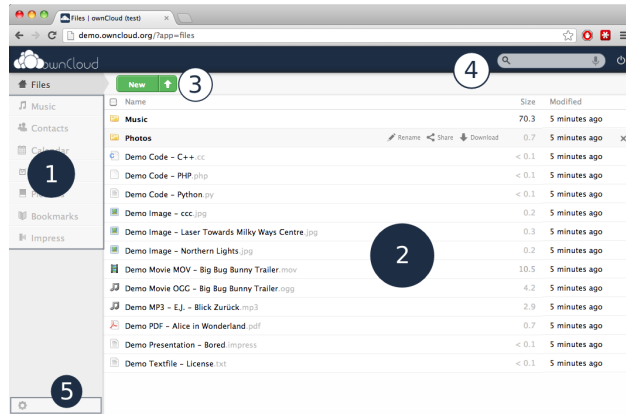 Files | ownCloud (test)
demo.owncloud.org/?app=files
ownCloud
4
Files
New
3
Music
Contacts
Calendar
1
Bookmarks
Impress
5
Name Size Modified
Music 70.3 5 minutes ago
Photos Rename Share Download 0.7 5 minutes ago ×
Demo Code – C++.cc < 0.1 5 minutes ago
Demo Code – PHP.php < 0.1 5 minutes ago
Demo Code – Python.py < 0.1 5 minutes ago
Demo Image – ccc.jpg 0.2 5 minutes ago
Demo Image – Laser Towards Milky Ways Centre.jpg 0.3 5 minutes ago
Demo Image – Northern Lights.jpg 0.2 5 minutes ago
2
Demo Movie MOV – Big Bug Bunny Trailer.mov 10.5 5 minutes ago
Demo Movie OGG – Big Bug Bunny Trailer.ogg 4.2 5 minutes ago
Demo MP3 – E.J. – Blick Zurück.mp3 2.9 5 minutes ago
Demo PDF – Alice in Wonderland.pdf 0.7 5 minutes ago
Demo Presentation – Bored.impress < 0.1 5 minutes ago
Demo Textfile – License.txt < 0.1 5 minutes ago